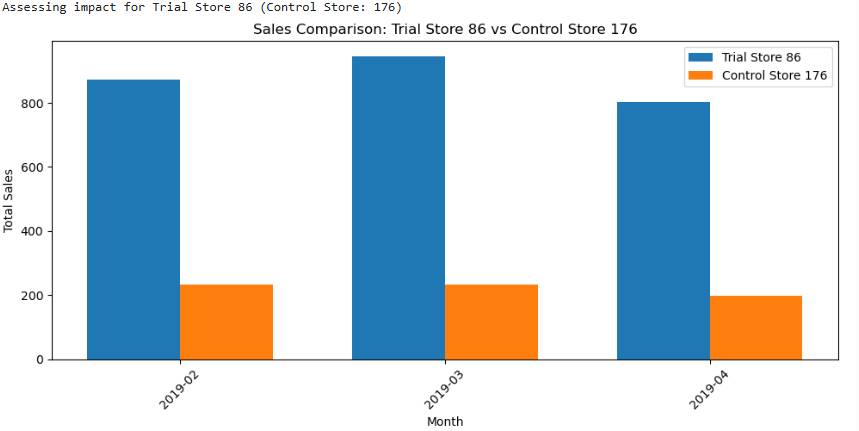 Assessing impact for Trial Store 86 (Control Store: 176)
Sales Comparison: Trial Store 86 vs Control Store 176
Trial Store 86
Control Store 176
Total Sales
800
600
400
200
0
2019-02
2019-03
2019-04
Month